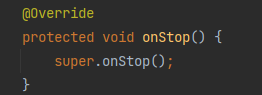 @Override
protected void onStop() {
    super.onStop();
}